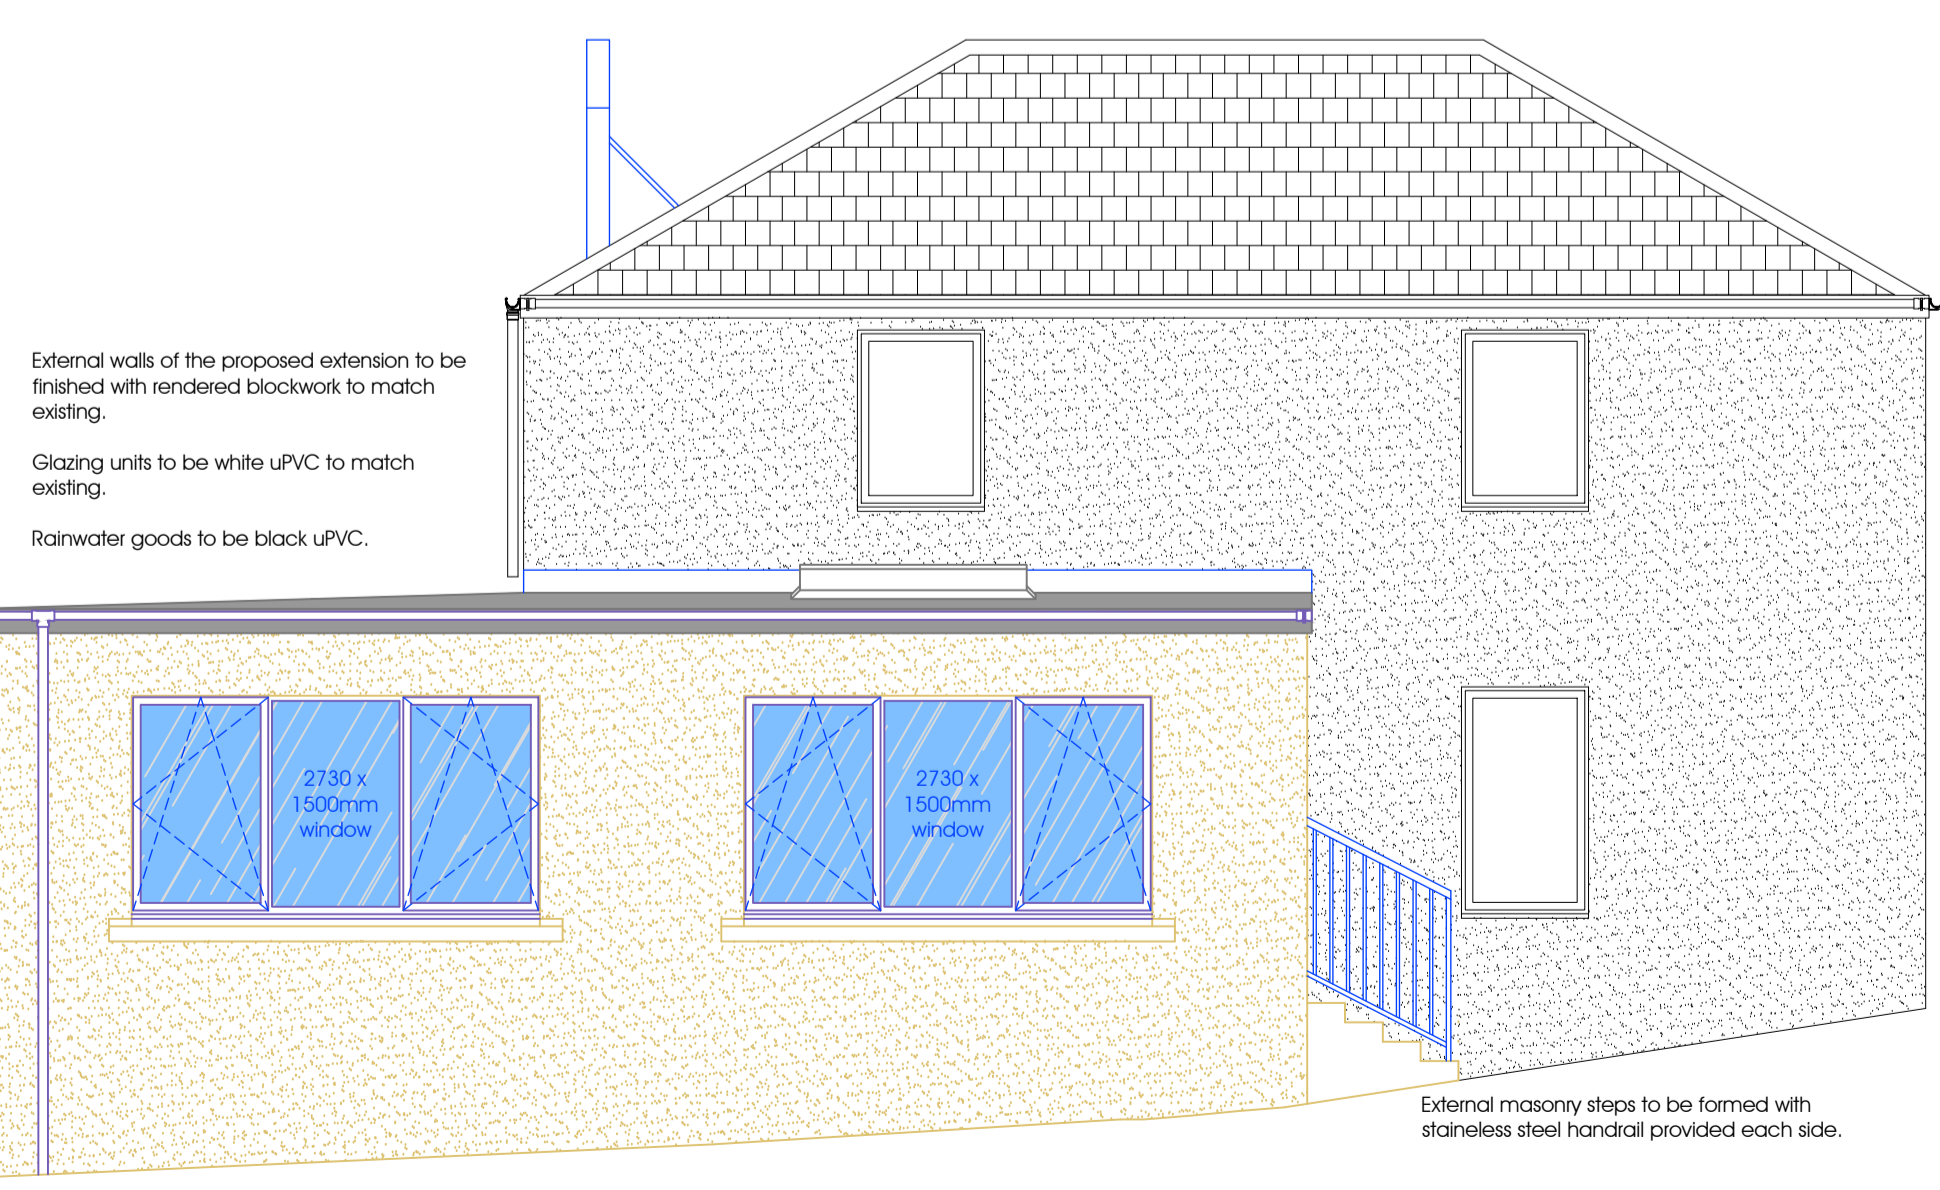 External walls of the proposed extension to be
finished with rendered blockwork to match
existing.
Glazing units to be white uPVC to match
existing.
Rainwater goods to be black uPVC.
2730 x
1500mm
window
2730 x
1500mm
window
External masonry steps to be formed with
staineless steel handrail provided each side.